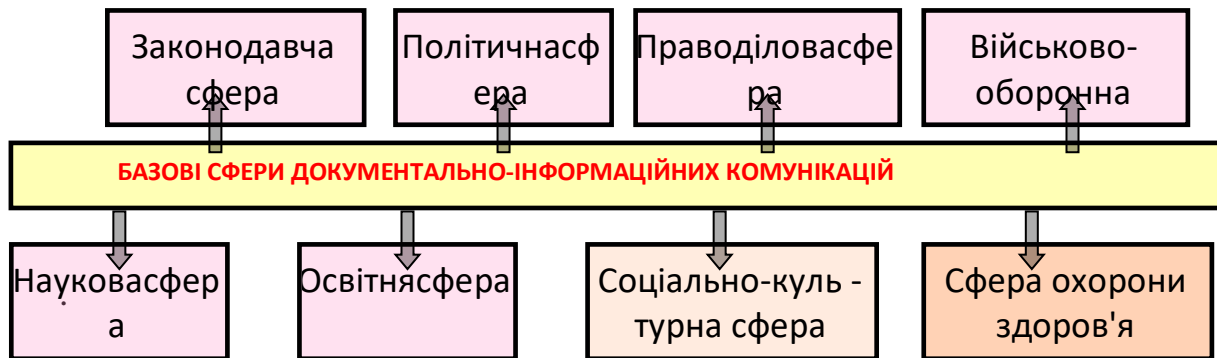 Законодавча
сфера
Політичнасф
ера
Праводіловасфе
ра
Військово-
оборонна
БАЗОВІ СФЕРИ ДОКУМЕНТАЛЬНО-ІНФОРМАЦІЙНИХ КОМУНІКАЦІЙ
Науковасфер
а
Освітнясфера
Соціально-куль -
турна сфера
Сфера охорони
здоров'я